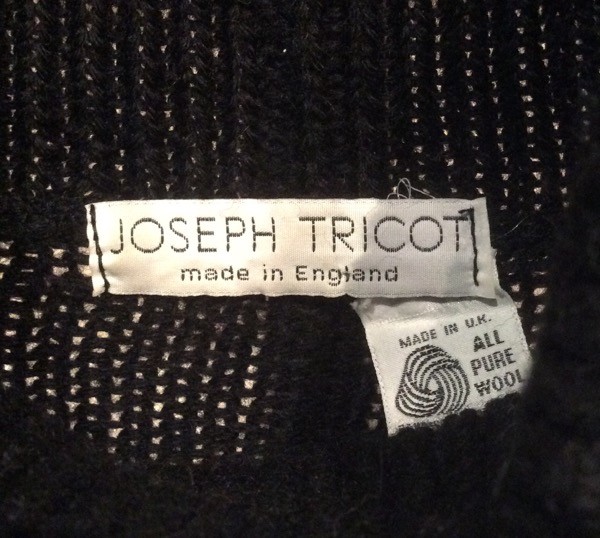 JOSEPH TRICOT
made in England
MADE IN U.K.
ALL
PURE
WOOL